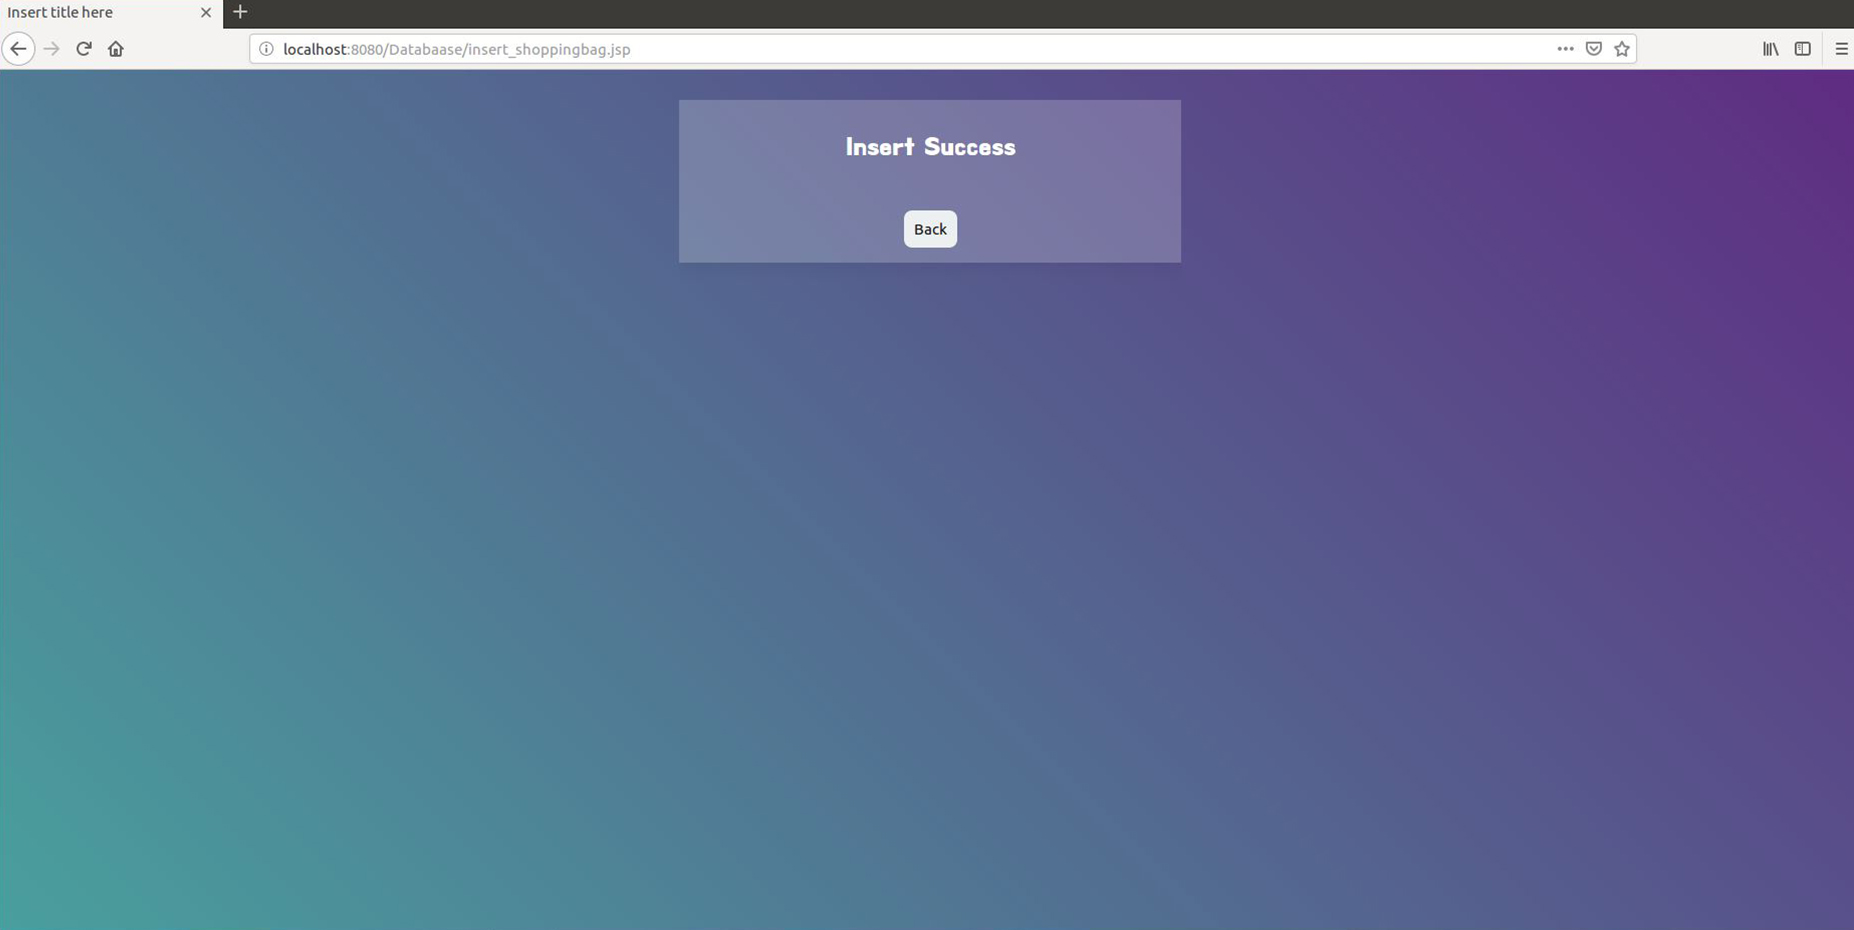 Insert title here
localhost:8080/Databaase/insert_shoppingbag.jsp
Insert Success
Back